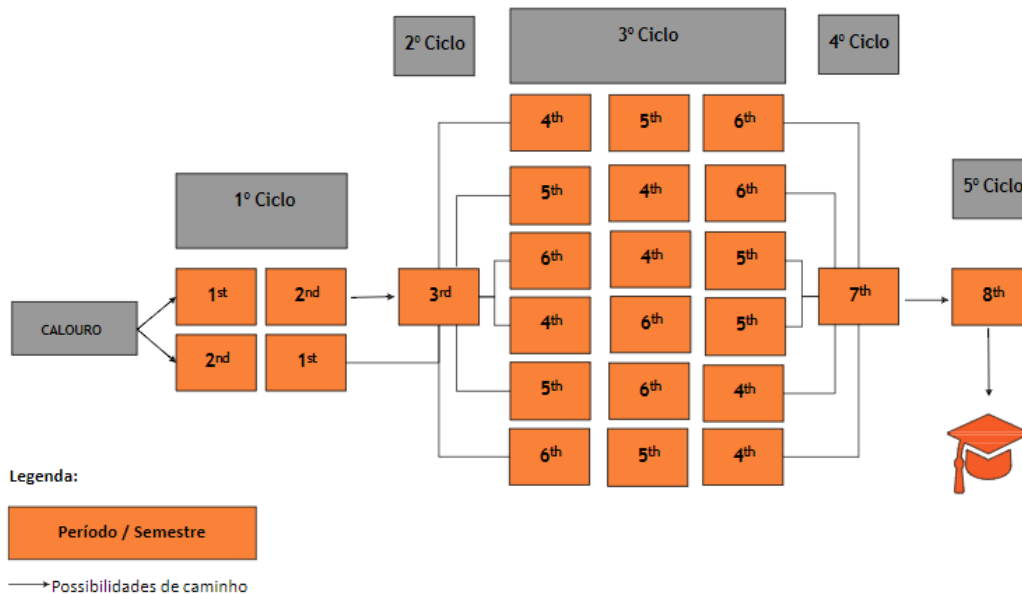 2º Ciclo
3º Ciclo
4º Ciclo
4th 5th 6th
1º Ciclo
5th 4th 6th
5º Ciclo
6th 4th 5th
CALOURO
1st 2nd
3rd
7th
8th
4th 6th 5th
2nd 1st
5th 6th 4th
6th 5th 4th
Legenda:
Período / Semestre
Possibilidades de caminho